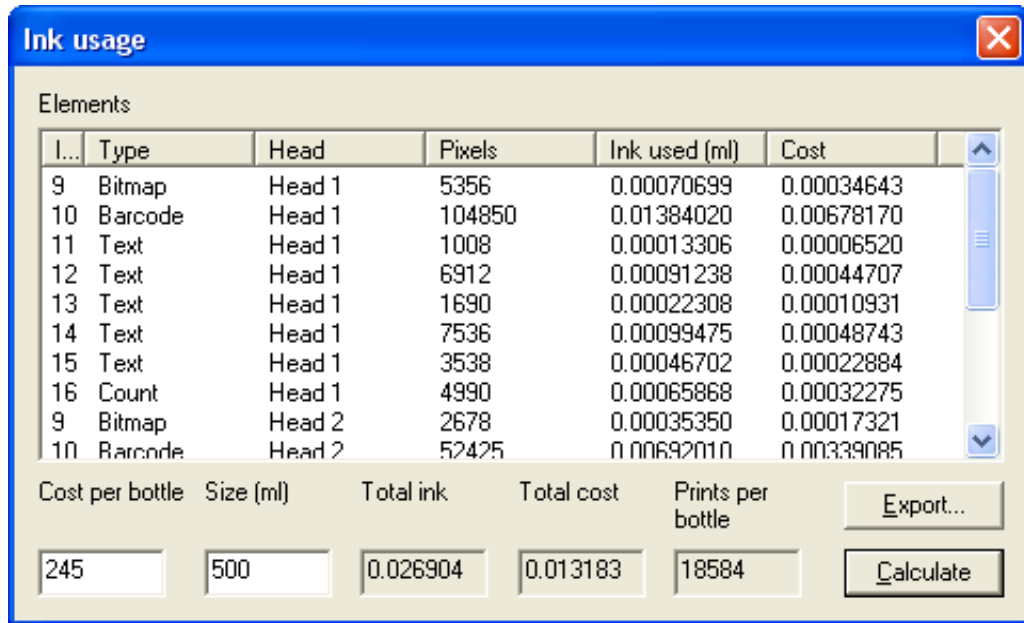 Ink usage
Elements
I... Type Head Pixels Ink used (ml) Cost
9 Bitmap Head 1 5356 0.00070699 0.00034643
10 Barcode Head 1 104850 0.01384020 0.00678170
11 Text Head 1 1008 0.00013306 0.00006520
12 Text Head 1 6912 0.00091238 0.00044707
13 Text Head 1 1690 0.00022308 0.00010931
14 Text Head 1 7536 0.00099475 0.00048743
15 Text Head 1 3538 0.00046702 0.00022884
16 Count Head 1 4990 0.00065868 0.00032275
9 Bitmap Head 2 2678 0.00035350 0.00017321
10 Barcode Head 2 52425 0.00692010 0.00339085
Cost per bottle Size (ml) Total ink Total cost Prints per bottle
Export...
245 500 0.026904 0.013183 18584
Calculate